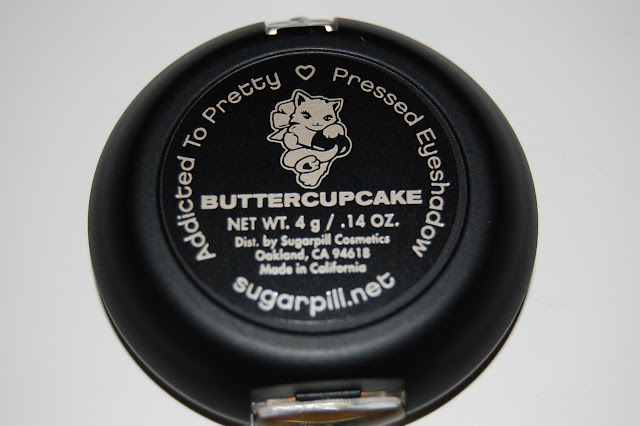 Addicted To Pretty ♡ Pressed Eyeshadow
BUTTERCUPCAKE
NET WT. 4 g / .14 OZ.
Dist. by Sugarpill Cosmetics
Oakland, CA 94618
Made in California
sugarpill.net